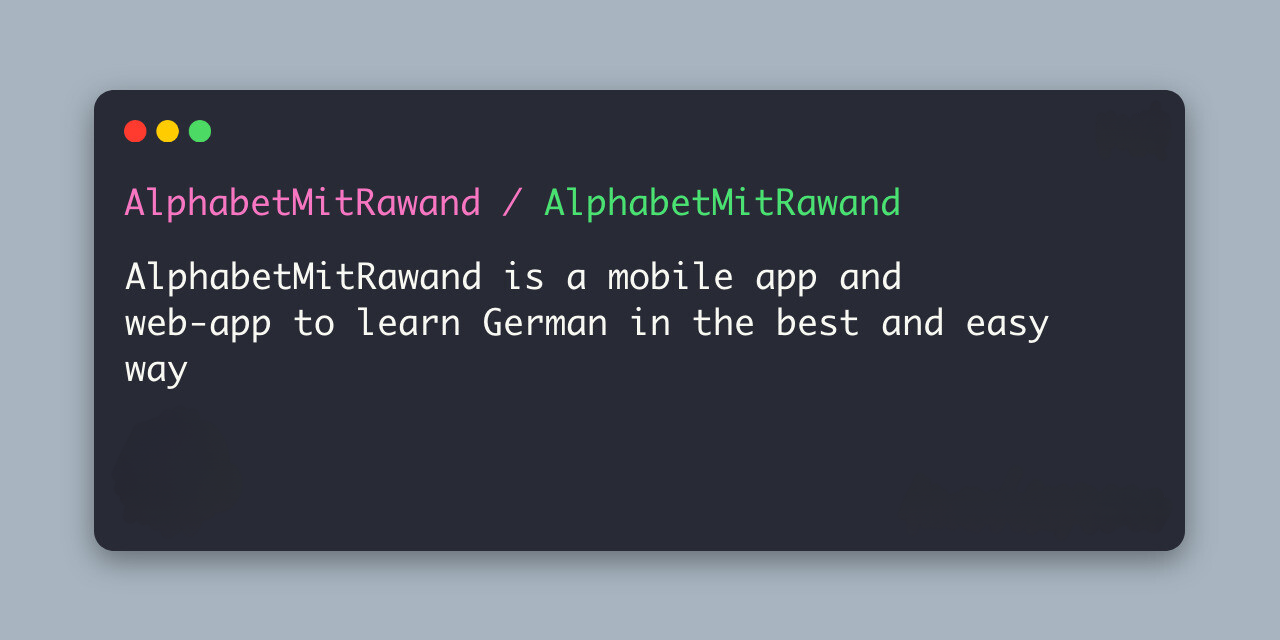 AlphabetMitRawand / AlphabetMitRawand
AlphabetMitRawand is a mobile app and
web-app to learn German in the best and easy
way